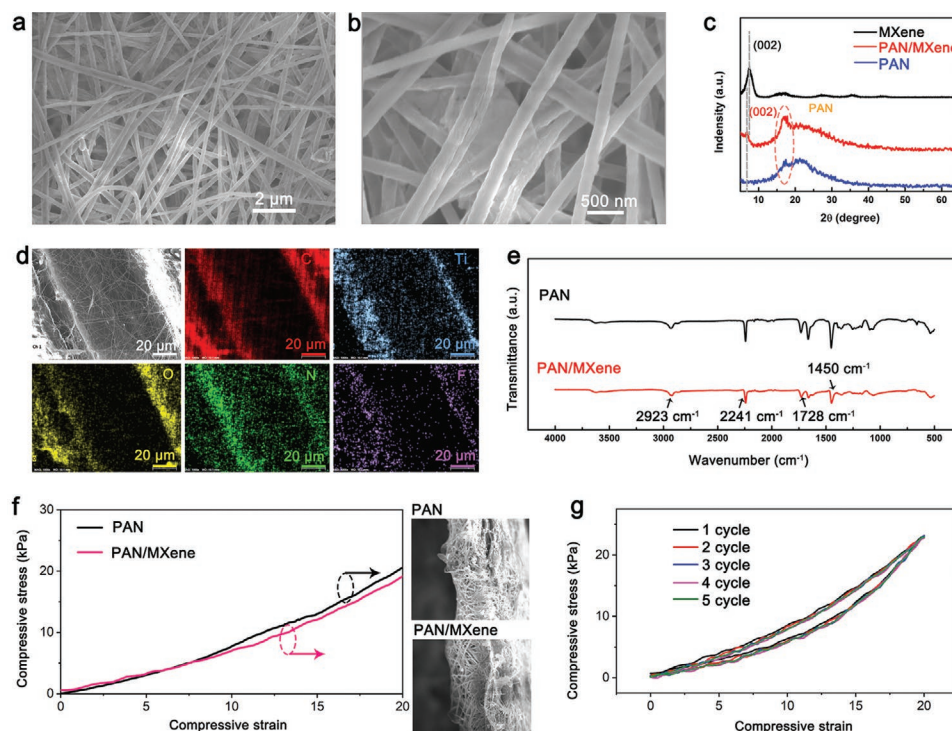 a
2 μm
b
500 nm
c
(002)
MXene
PAN/MXene
PAN
(002)
PAN
Indensity (a.u.)
10 20 30 40 50 60
2θ (degree)
d
20 μm
C
20 μm
Ti
20 μm
O
20 μm
N
20 μm
F
20 μm
e
PAN
PAN/MXene
1450 cm⁻¹
2923 cm⁻¹
2241 cm⁻¹
1728 cm⁻¹
Transmittance (a.u.)
4000 3500 3000 2500 2000 1500 1000 500
Wavenumber (cm⁻¹)
f
PAN
PAN/MXene
30
20
10
0
Compressive stress (kPa)
0 5 10 15 20
Compressive strain
PAN
PAN/MXene
g
1 cycle
2 cycle
3 cycle
4 cycle
5 cycle
20
10
0
Compressive stress (kPa)
0 5 10 15 20
Compressive strain